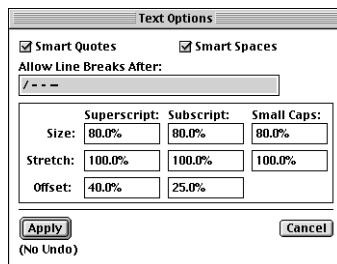 Text Options
Smart Quotes Smart Spaces
Allow Line Breaks After:
/ - – —
Superscript: Subscript: Small Caps:
Size: 80.0% 80.0% 80.0%
Stretch: 100.0% 100.0% 100.0%
Offset: 40.0% 25.0%
Apply Cancel
(No Undo)